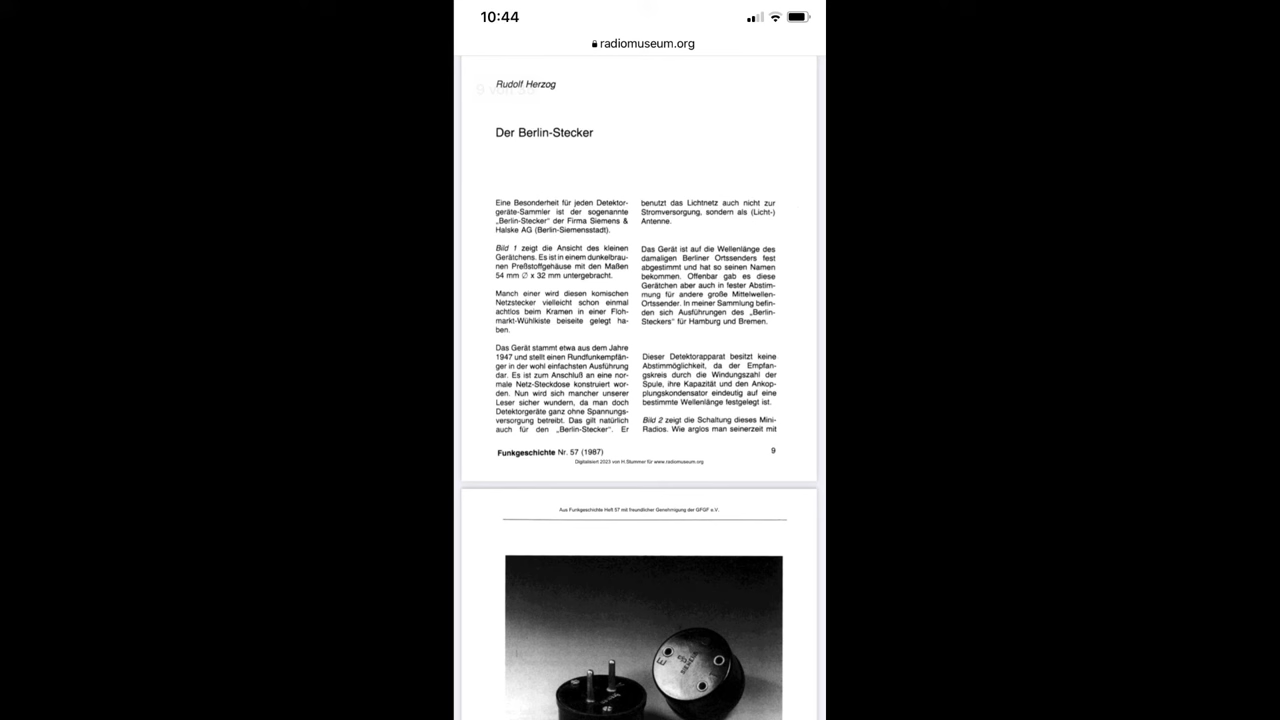 10:44
radiomuseum.org
Rudolf Herzog
Der Berlin-Stecker
Eine Besonderheit für jeden Detektor-
geräte-Sammler ist der sogenannte
„Berlin-Stecker" der Firma Siemens &
Halske AG (Berlin-Siemensstadt).
Bild 1 zeigt die Ansicht des kleinen
Gerätchens. Es ist in einem dunkelbrau-
nen Preßstoffgehäuse mit den Maßen
54 mm ∅ x 32 mm untergebracht.
Manch einer wird diesen komischen
Netzstecker vielleicht schon einmal
achtlos beim Kramen in einer Floh-
markt-Wühlkiste beiseite gelegt ha-
ben.
Das Gerät stammt etwa aus dem Jahre
1947 und stellt einen Rundfunkempfän-
ger in der wohl einfachsten Ausführung
dar. Es ist zum Anschluß an eine nor-
male Netz-Steckdose konstruiert wor-
den. Nun wird sich mancher unserer
Leser sicher wundern, da man doch
Detektorgeräte ganz ohne Spannungs-
versorgung betreibt. Das gilt natürlich
auch für den „Berlin-Stecker". Er
benutzt das Lichtnetz auch nicht zur
Stromversorgung, sondern als (Licht-)
Antenne.
Das Gerät ist auf die Wellenlänge des
damaligen Berliner Ortssenders fest
abgestimmt und hat so seinen Namen
bekommen. Offenbar gab es diese
Gerätchen aber auch in fester Abstim-
mung für andere große Mittelwellen-
Ortssender. In meiner Sammlung befin-
den sich Ausführungen des „Berlin-
Steckers" für Hamburg und Bremen.
Dieser Detektorapparat besitzt keine
Abstimmöglichkeit, da der Empfan-
gskreis durch die Windungszahl der
Spule, ihre Kapazität und den Ankop-
plungskondensator eindeutig auf eine
bestimmte Wellenlänge festgelegt ist.
Bild 2 zeigt die Schaltung dieses Mini-
Radios. Wie arglos man seinerzeit mit
Funkgeschichte Nr. 57 (1987)
9
Digitalisiert 2023 von H.Stummer für www.radiomuseum.org
Aus Funkgeschichte Heft 57 mit freundlicher Genehmigung der GFGF e.V.
E